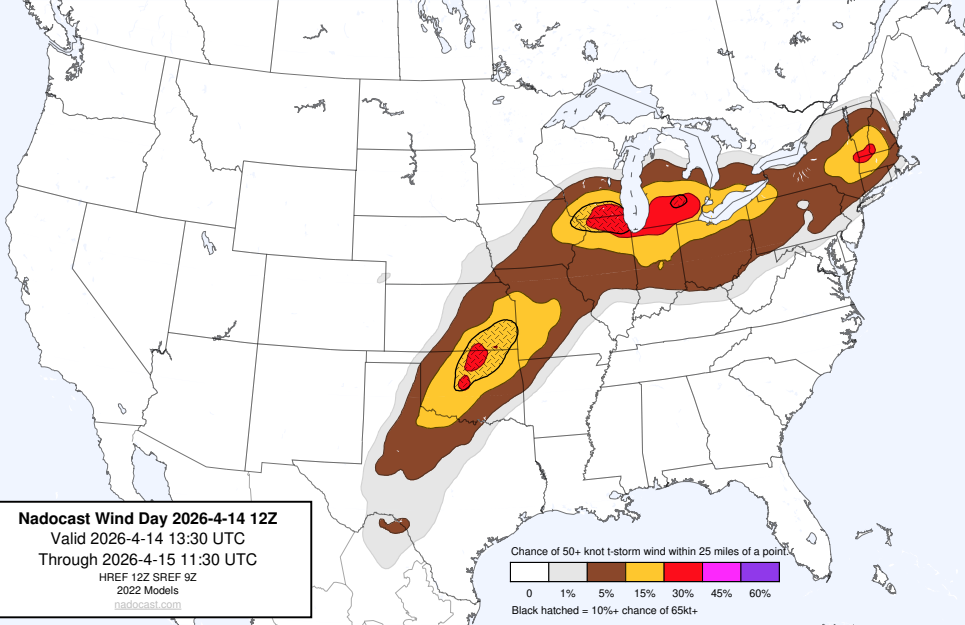 Nadocast Wind Day 2026-4-14 12Z
Valid 2026-4-14 13:30 UTC
Through 2026-4-15 11:30 UTC
HREF 12Z SREF 9Z
2022 Models
nadocast.com
Chance of 50+ knot t-storm wind within 25 miles of a point.
0 1% 5% 15% 30% 45% 60%
Black hatched = 10%+ chance of 65kt+